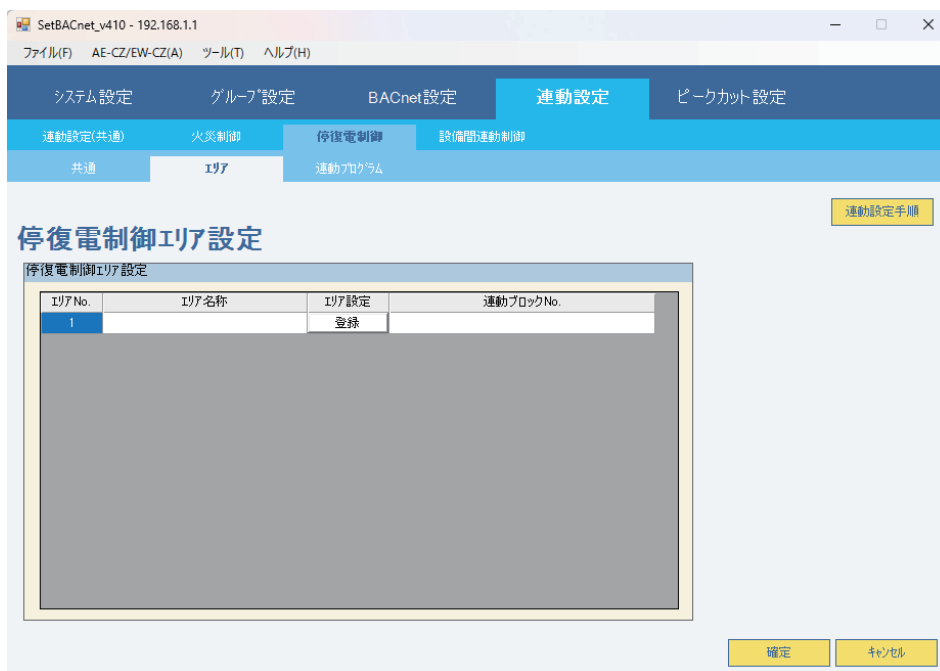 SetBACnet_v410 - 192.168.1.1
ファイル(F) AE-CZ/EW-CZ(A) ツール(T) ヘルプ(H)
システム設定 グループ設定 BACnet設定 連動設定 ピークカット設定
連動設定(共通) 火災制御 停復電制御 設備間連動制御
共通 エリア 連動プログラム
連動設定手順
停復電制御エリア設定
停復電制御エリア設定
エリアNo. エリア名称 エリア設定 連動ブロックNo.
1 登録
確定 キャンセル